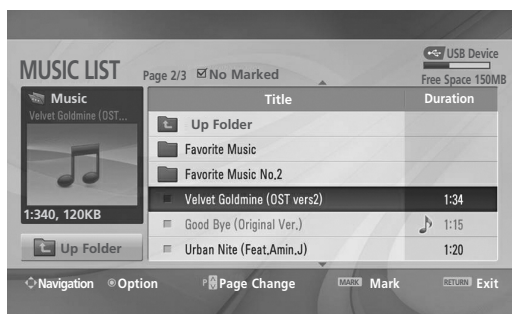 USB Device
MUSIC LIST
Page 2/3
No Marked
Free Space 150MB
Music
Velvet Goldmine (OST...
1:340, 120KB
Up Folder
Title
Duration
Up Folder
Favorite Music
Favorite Music No.2
Velvet Goldmine (OST vers2)
1:34
Good Bye (Original Ver.)
1:15
Urban Nite (Feat.Amin.J)
1:20
Navigation
Option
P Page Change
MARK Mark
RETURN Exit